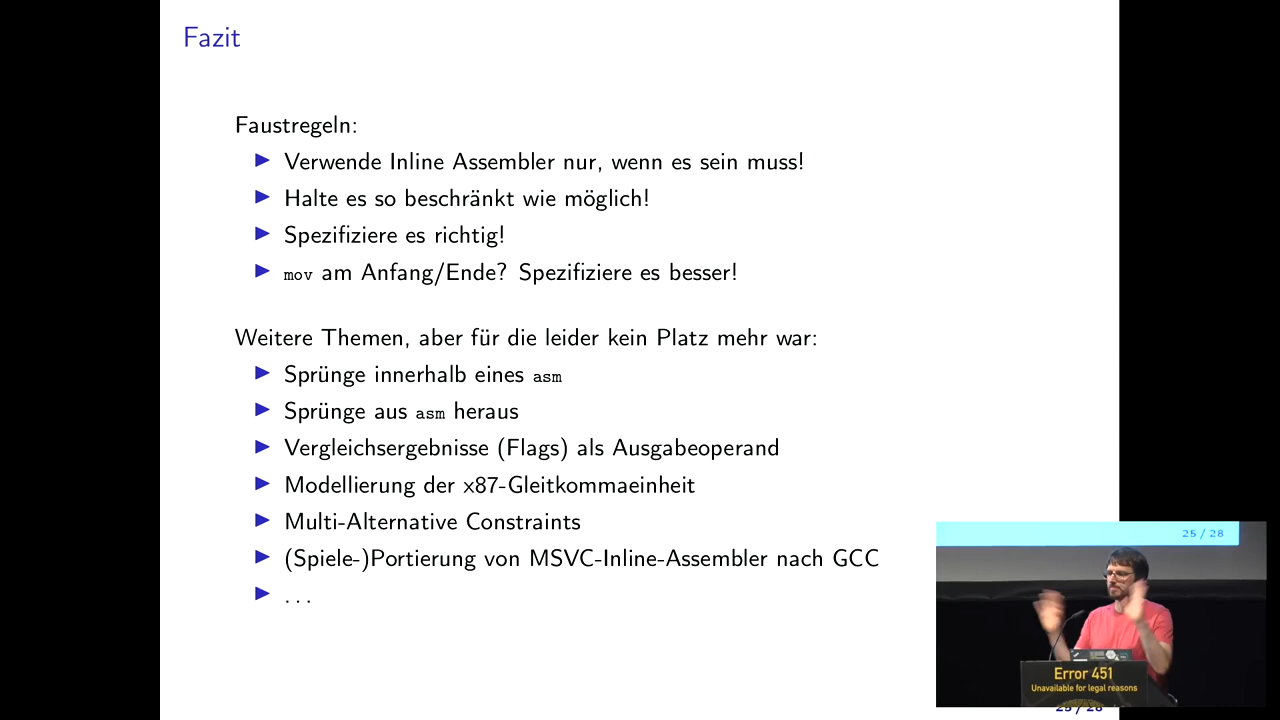 Fazit
Faustregeln:
▶ Verwende Inline Assembler nur, wenn es sein muss!
▶ Halte es so beschränkt wie möglich!
▶ Spezifiziere es richtig!
▶ mov am Anfang/Ende? Spezifiziere es besser!
Weitere Themen, aber für die leider kein Platz mehr war:
▶ Sprünge innerhalb eines asm
▶ Sprünge aus asm heraus
▶ Vergleichsergebnisse (Flags) als Ausgabeoperand
▶ Modellierung der x87-Gleitkommaeinheit
▶ Multi-Alternative Constraints
▶ (Spiele-)Portierung von MSVC-Inline-Assembler nach GCC
▶ ...
25 / 28
Error 451
Unavailable for legal reasons
25 / 28